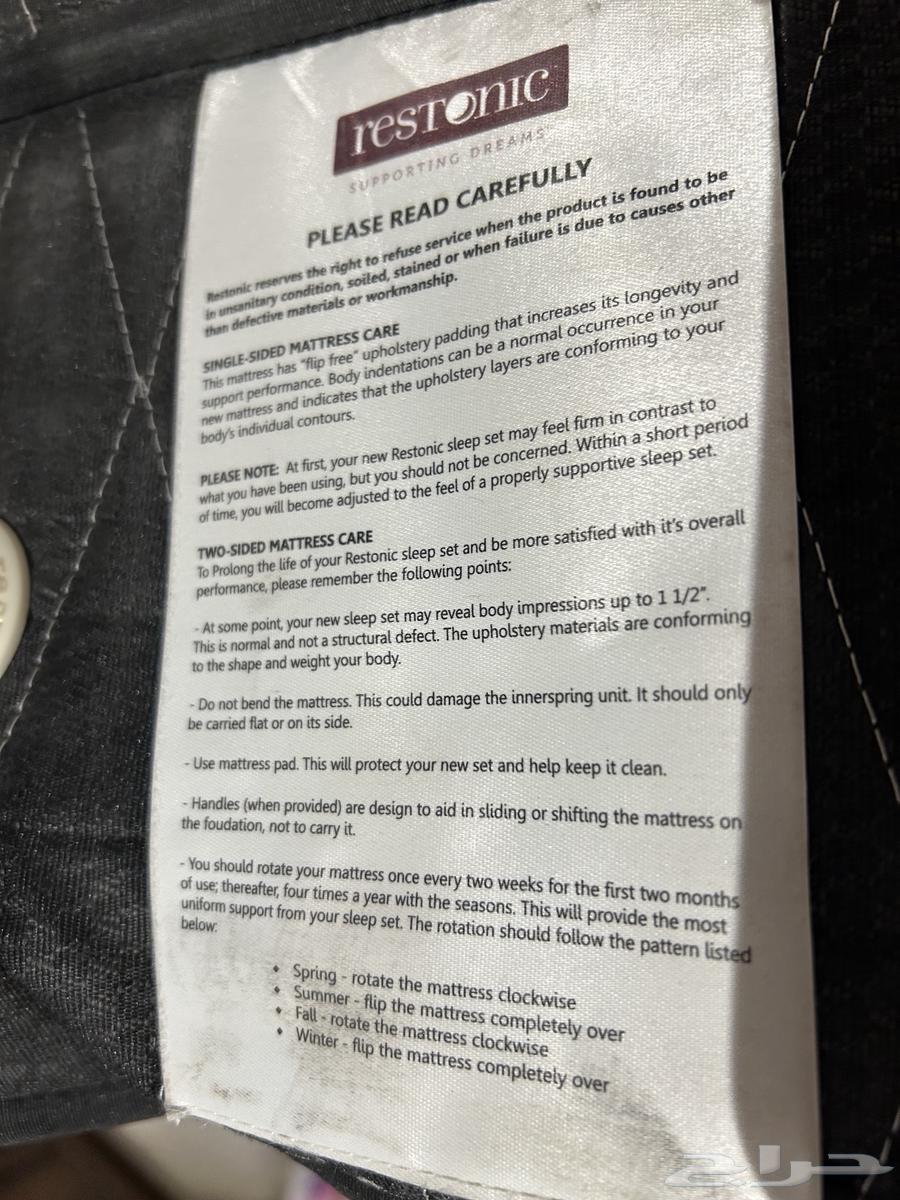 resTonic
SUPPORTING DREAMS™
PLEASE READ CAREFULLY
Restonic reserves the right to refuse service when the product is found to be
in unsanitary condition, soiled, stained or when failure is due to causes other
than defective materials or workmanship.
SINGLE-SIDED MATTRESS CARE
This mattress has "flip free" upholstery padding that increases its longevity and
support performance. Body indentations can be a normal occurrence in your
new mattress and indicates that the upholstery layers are conforming to your
body's individual contours.
PLEASE NOTE: At first, your new Restonic sleep set may feel firm in contrast to
what you have been using, but you should not be concerned. Within a short period
of time, you will become adjusted to the feel of a properly supportive sleep set.
TWO-SIDED MATTRESS CARE
To Prolong the life of your Restonic sleep set and be more satisfied with it's overall
performance, please remember the following points:
- At some point, your new sleep set may reveal body impressions up to 1 1/2".
This is normal and not a structural defect. The upholstery materials are conforming
to the shape and weight your body.
- Do not bend the mattress. This could damage the innerspring unit. It should only
be carried flat or on its side.
- Use mattress pad. This will protect your new set and help keep it clean.
- Handles (when provided) are design to aid in sliding or shifting the mattress on
the foudation, not to carry it.
- You should rotate your mattress once every two weeks for the first two months
of use; thereafter, four times a year with the seasons. This will provide the most
uniform support from your sleep set. The rotation should follow the pattern listed
below:
♦ Spring - rotate the mattress clockwise
♦ Summer - flip the mattress completely over
♦ Fall - rotate the mattress clockwise
♦ Winter - flip the mattress completely over
حراج